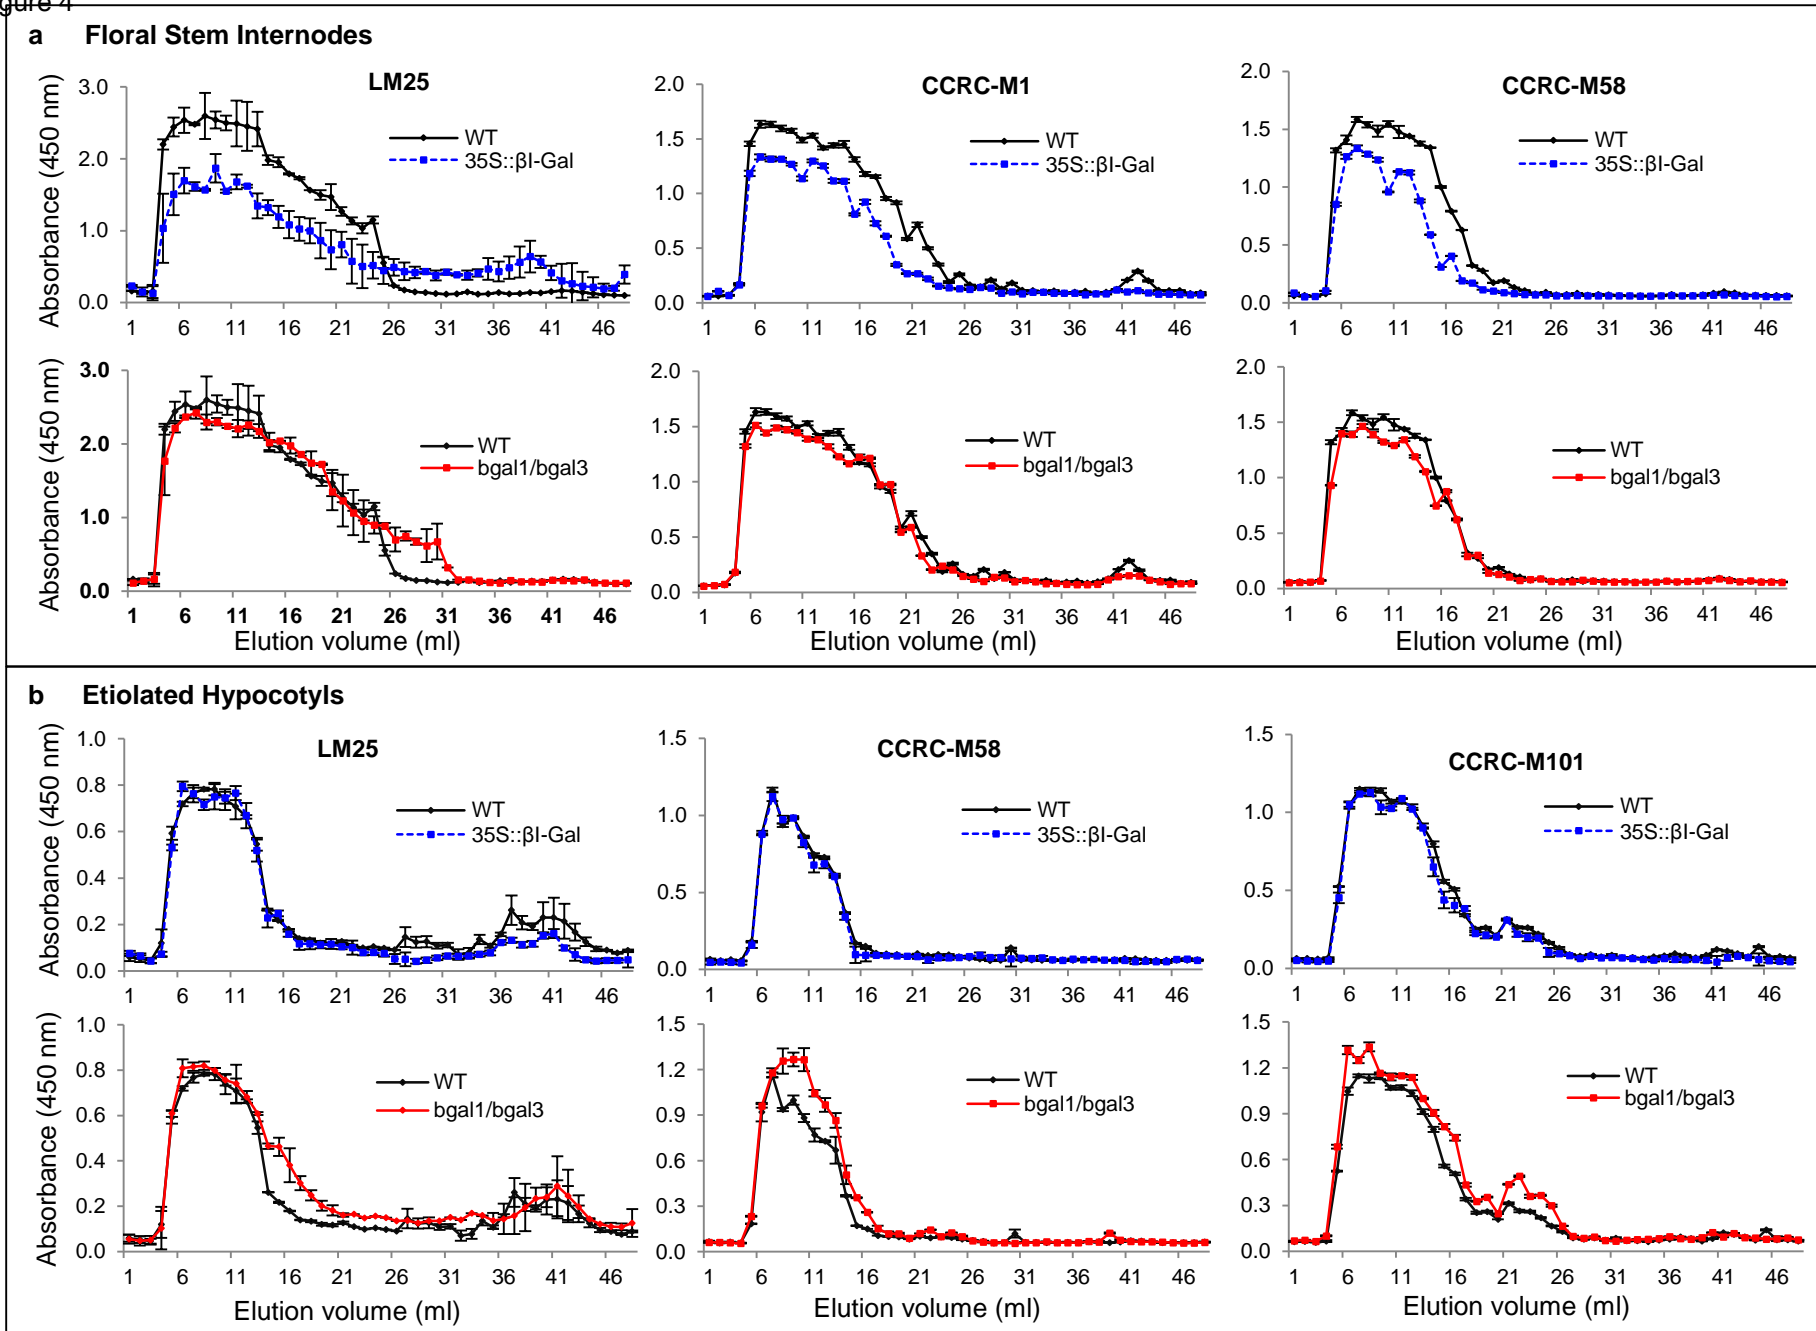 gure 4
a Floral Stem Internodes
LM25
Absorbance (450 nm)
3.0
2.0
1.0
0.0
WT
35S::βI-Gal
1 6 11 16 21 26 31 36 41 46
CCRC-M1
2.0
1.5
1.0
0.5
0.0
WT
35S::βI-Gal
1 6 11 16 21 26 31 36 41 46
CCRC-M58
2.0
1.5
1.0
0.5
0.0
WT
35S::βI-Gal
1 6 11 16 21 26 31 36 41 46
Absorbance (450 nm)
3.0
2.0
1.0
0.0
WT
bgal1/bgal3
1 6 11 16 21 26 31 36 41 46
Elution volume (ml)
2.0
1.5
1.0
0.5
0.0
WT
bgal1/bgal3
1 6 11 16 21 26 31 36 41 46
Elution volume (ml)
2.0
1.5
1.0
0.5
0.0
WT
bgal1/bgal3
1 6 11 16 21 26 31 36 41 46
Elution volume (ml)
b Etiolated Hypocotyls
LM25
Absorbance (450 nm)
1.0
0.8
0.6
0.4
0.2
0.0
WT
35S::βI-Gal
1 6 11 16 21 26 31 36 41 46
CCRC-M58
1.5
1.0
0.5
0.0
WT
35S::βI-Gal
1 6 11 16 21 26 31 36 41 46
CCRC-M101
1.5
1.0
0.5
0.0
WT
35S::βI-Gal
1 6 11 16 21 26 31 36 41 46
Absorbance (450 nm)
1.0
0.8
0.6
0.4
0.2
0.0
WT
bgal1/bgal3
1 6 11 16 21 26 31 36 41 46
Elution volume (ml)
1.5
1.2
0.9
0.6
0.3
0.0
WT
bgal1/bgal3
1 6 11 16 21 26 31 36 41 46
Elution volume (ml)
1.5
1.2
0.9
0.6
0.3
0.0
WT
bgal1/bgal3
1 6 11 16 21 26 31 36 41 46
Elution volume (ml)